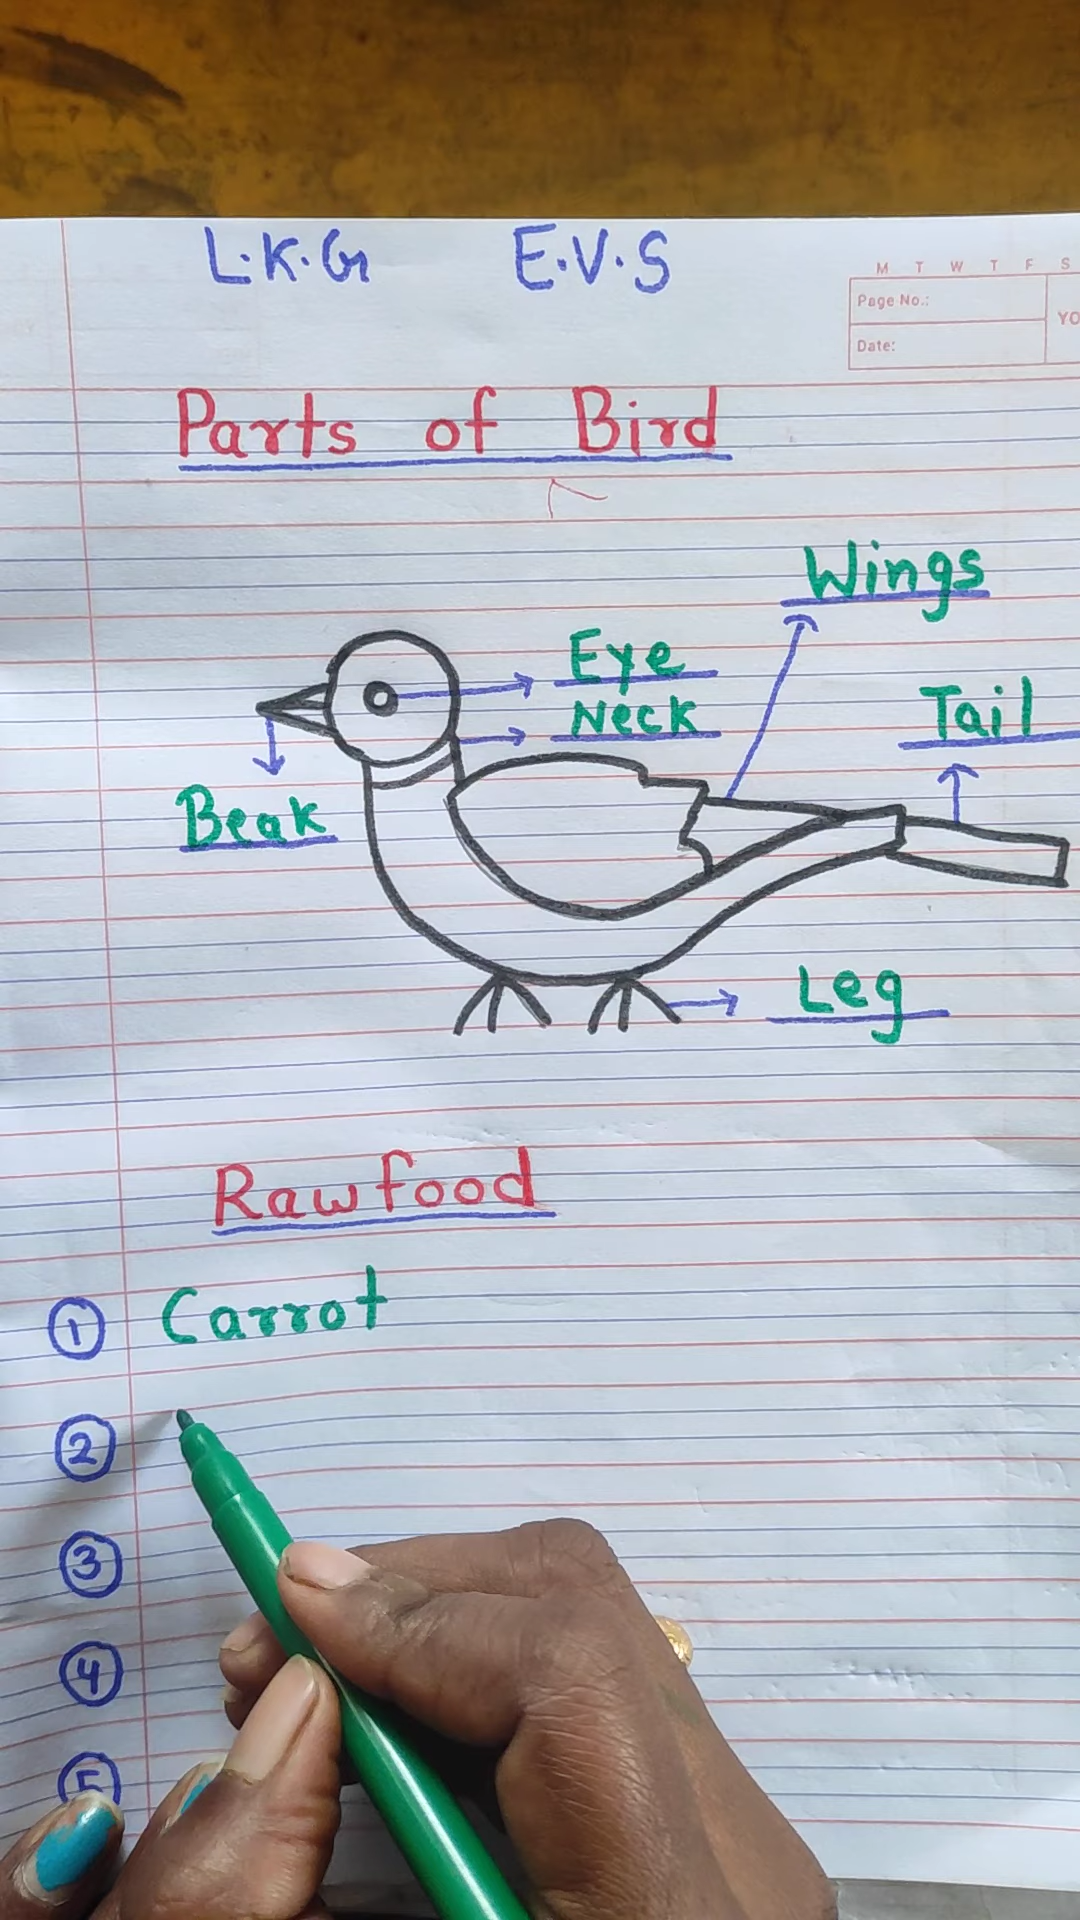 L.K.G E.V.S
M T W T F S
Page No.:
YO
Date:
Parts of Bird
Wings
Eye
Tail
Neck
Beak
Leg
Raw food
1 Carrot
2
3
4
5